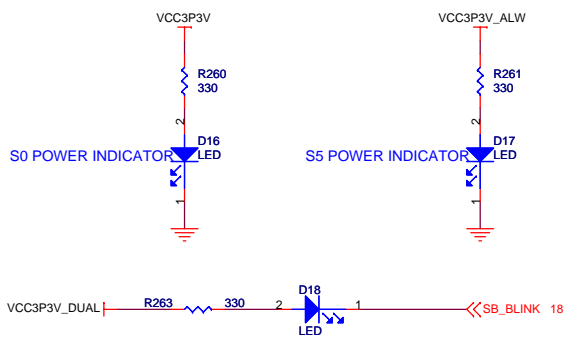 VCC3P3V
R260
330
2
D16
LED
S0 POWER INDICATOR
1
VCC3P3V_ALW
R261
330
2
D17
LED
S5 POWER INDICATOR
1
VCC3P3V_DUAL
R263
330
2
D18
LED
1
SB_BLINK 18